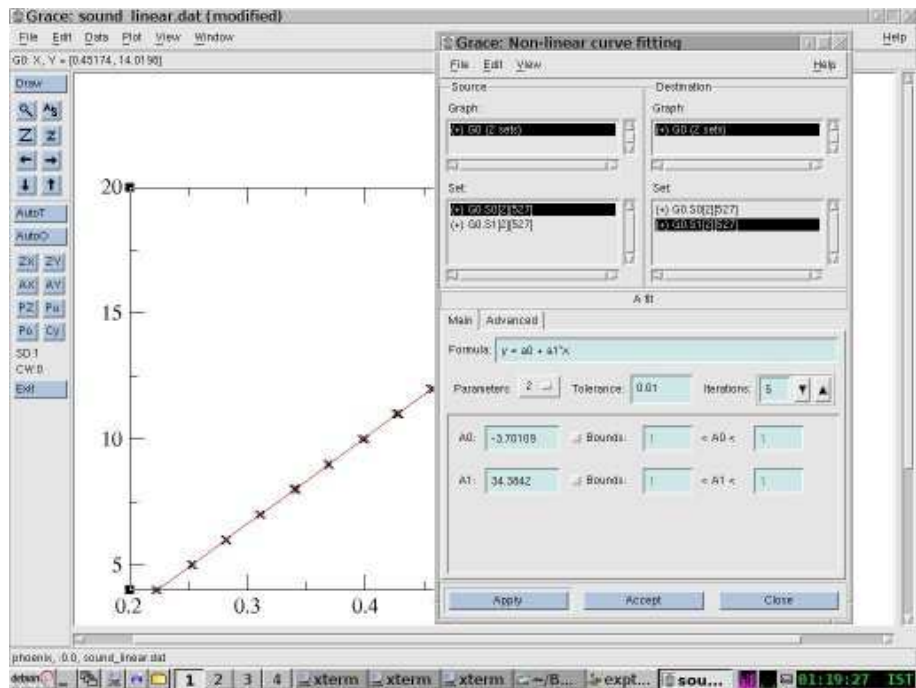 Grace: sound_linear.dat (modified)
File Edit Data Plot View Window Help
G0: X, Y = [0.45174, 14.0198]
Draw
AutoT
AutoO
ZX ZY
AX AY
PZ Pu
Po Cy
SD:1
CW:0
Exit
20
15
10
5
0.2 0.3 0.4
Grace: Non-linear curve fitting
File Edit View Help
Source
Graph:
(+) G0 (2 sets)
Set:
(+) G0.S0[2][527]
(+) G0.S1[2][527]
Destination
Graph:
(+) G0 (2 sets)
Set:
(+) G0.S0[2][527]
(+) G0.S1[2][527]
A fit
Main Advanced
Formula: y = a0 + a1*x
Parameters: 2 Tolerance: 0.01 Iterations: 5
A0: -3.70109 Bounds: 1 < A0 < 1
A1: 34.3842 Bounds: 1 < A1 < 1
Apply Accept Close
phoenix, :0.0, sound_linear.dat
debian 1 2 3 4 xterm xterm xterm ~/B... expt... sou... 01:19:27 IST